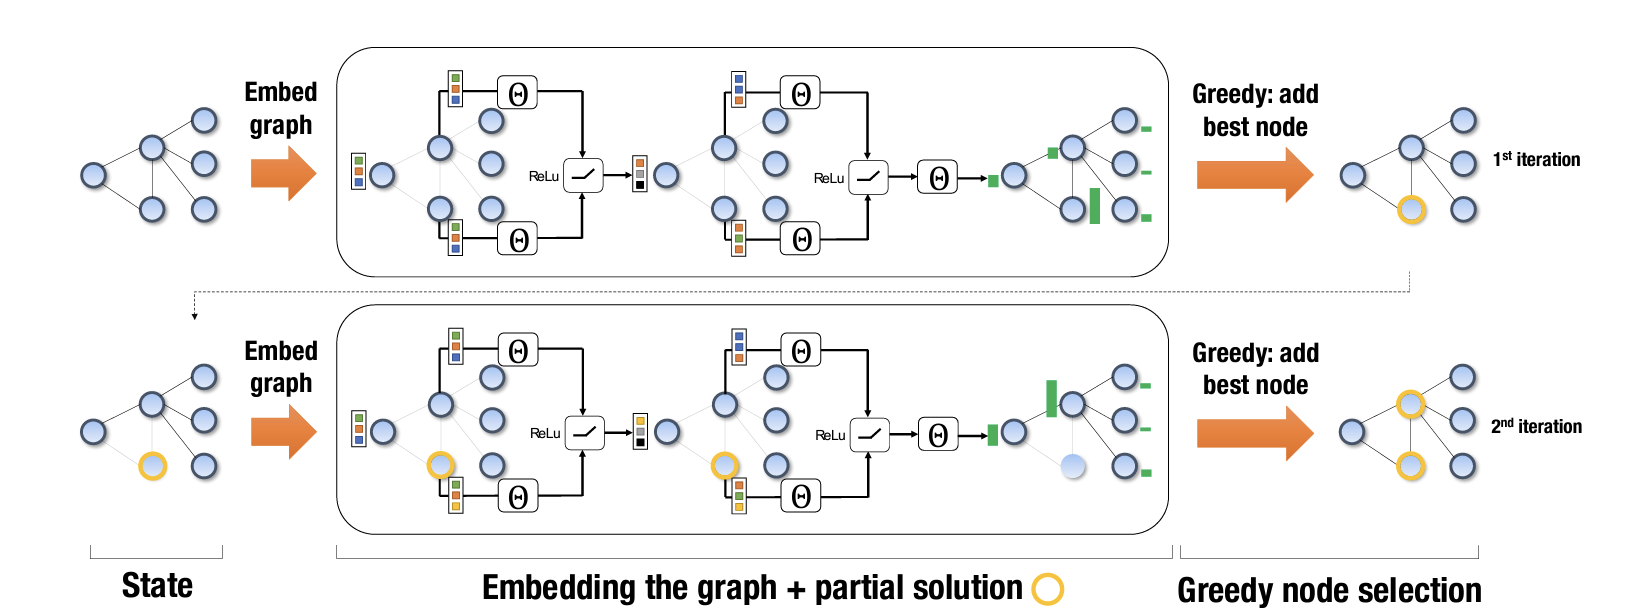 Embed
graph
Θ
Θ
ReLu
Θ
Θ
ReLu
Θ
Greedy: add
best node
1st iteration
Embed
graph
Θ
Θ
ReLu
Θ
Θ
ReLu
Θ
Greedy: add
best node
2nd iteration
State
Embedding the graph + partial solution
Greedy node selection